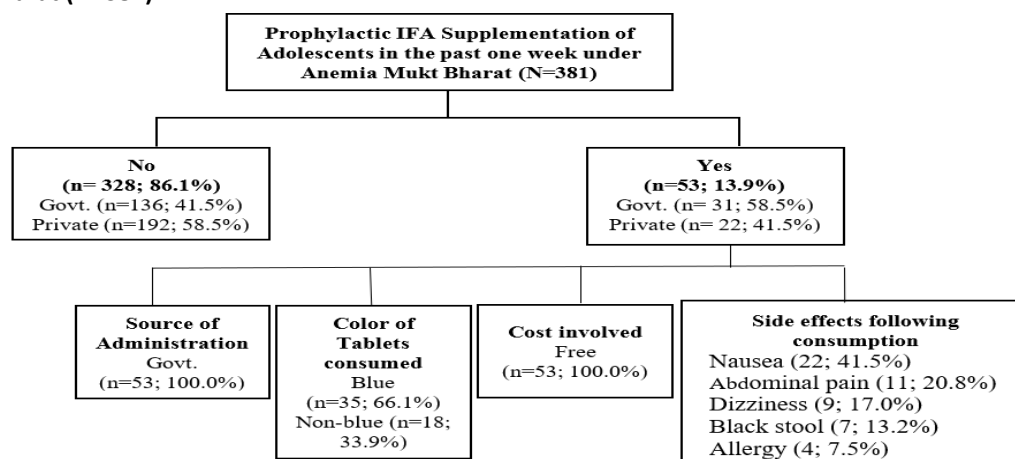 Prophylactic IFA Supplementation of
Adolescents in the past one week under
Anemia Mukt Bharat (N=381)
No
(n= 328; 86.1%)
Govt. (n=136; 41.5%)
Private (n=192; 58.5%)
Yes
(n=53; 13.9%)
Govt. (n= 31; 58.5%)
Private (n= 22; 41.5%)
Source of
Administration
Govt.
(n=53; 100.0%)
Color of
Tablets
consumed
Blue
(n=35; 66.1%)
Non-blue (n=18;
33.9%)
Cost involved
Free
(n=53; 100.0%)
Side effects following
consumption
Nausea (22; 41.5%)
Abdominal pain (11; 20.8%)
Dizziness (9; 17.0%)
Black stool (7; 13.2%)
Allergy (4; 7.5%)